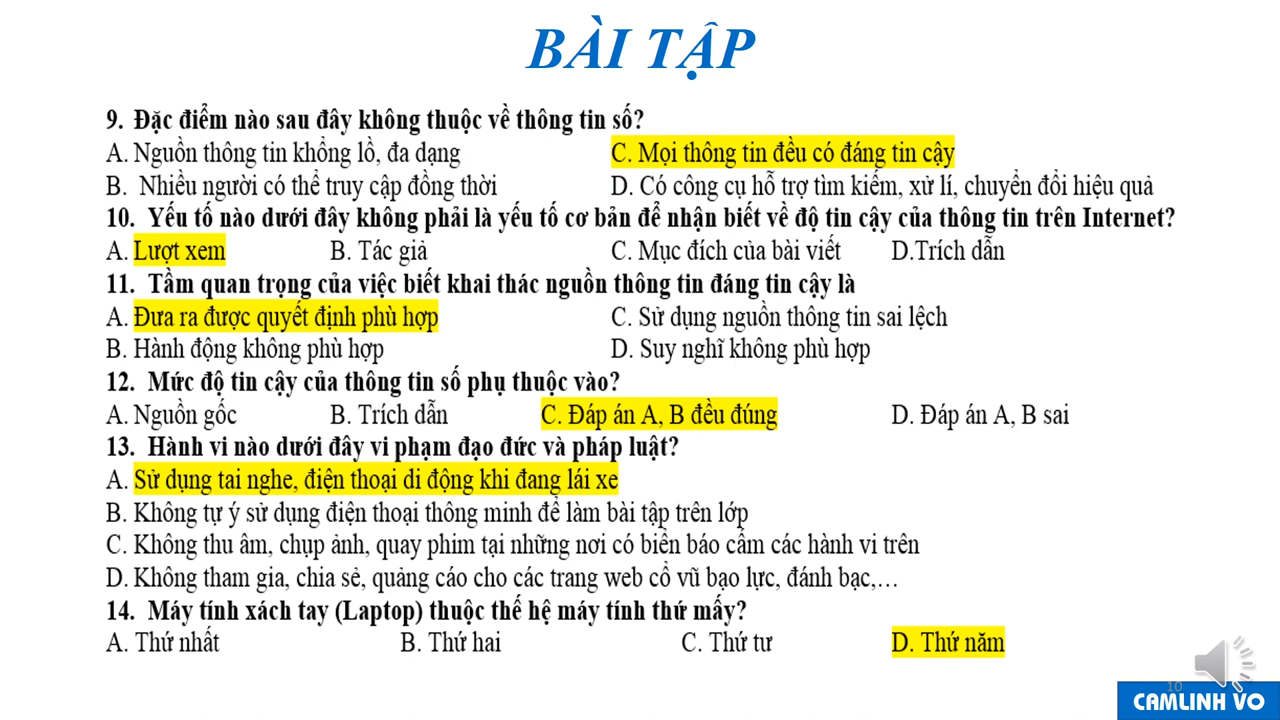 BÀI TẬP
9. Đặc điểm nào sau đây không thuộc về thông tin số?
A. Nguồn thông tin khổng lồ, đa dạng C. Mọi thông tin đều có đáng tin cậy
B. Nhiều người có thể truy cập đồng thời D. Có công cụ hỗ trợ tìm kiếm, xử lí, chuyển đổi hiệu quả
10. Yếu tố nào dưới đây không phải là yếu tố cơ bản để nhận biết về độ tin cậy của thông tin trên Internet?
A. Lượt xem B. Tác giả C. Mục đích của bài viết D.Trích dẫn
11. Tầm quan trọng của việc biết khai thác nguồn thông tin đáng tin cậy là
A. Đưa ra được quyết định phù hợp C. Sử dụng nguồn thông tin sai lệch
B. Hành động không phù hợp D. Suy nghĩ không phù hợp
12. Mức độ tin cậy của thông tin số phụ thuộc vào?
A. Nguồn gốc B. Trích dẫn C. Đáp án A, B đều đúng D. Đáp án A, B sai
13. Hành vi nào dưới đây vi phạm đạo đức và pháp luật?
A. Sử dụng tai nghe, điện thoại di động khi đang lái xe
B. Không tự ý sử dụng điện thoại thông minh để làm bài tập trên lớp
C. Không thu âm, chụp ảnh, quay phim tại những nơi có biển báo cấm các hành vi trên
D. Không tham gia, chia sẻ, quảng cáo cho các trang web cổ vũ bạo lực, đánh bạc,...
14. Máy tính xách tay (Laptop) thuộc thế hệ máy tính thứ mấy?
A. Thứ nhất B. Thứ hai C. Thứ tư D. Thứ năm
10
CAMLINH VO